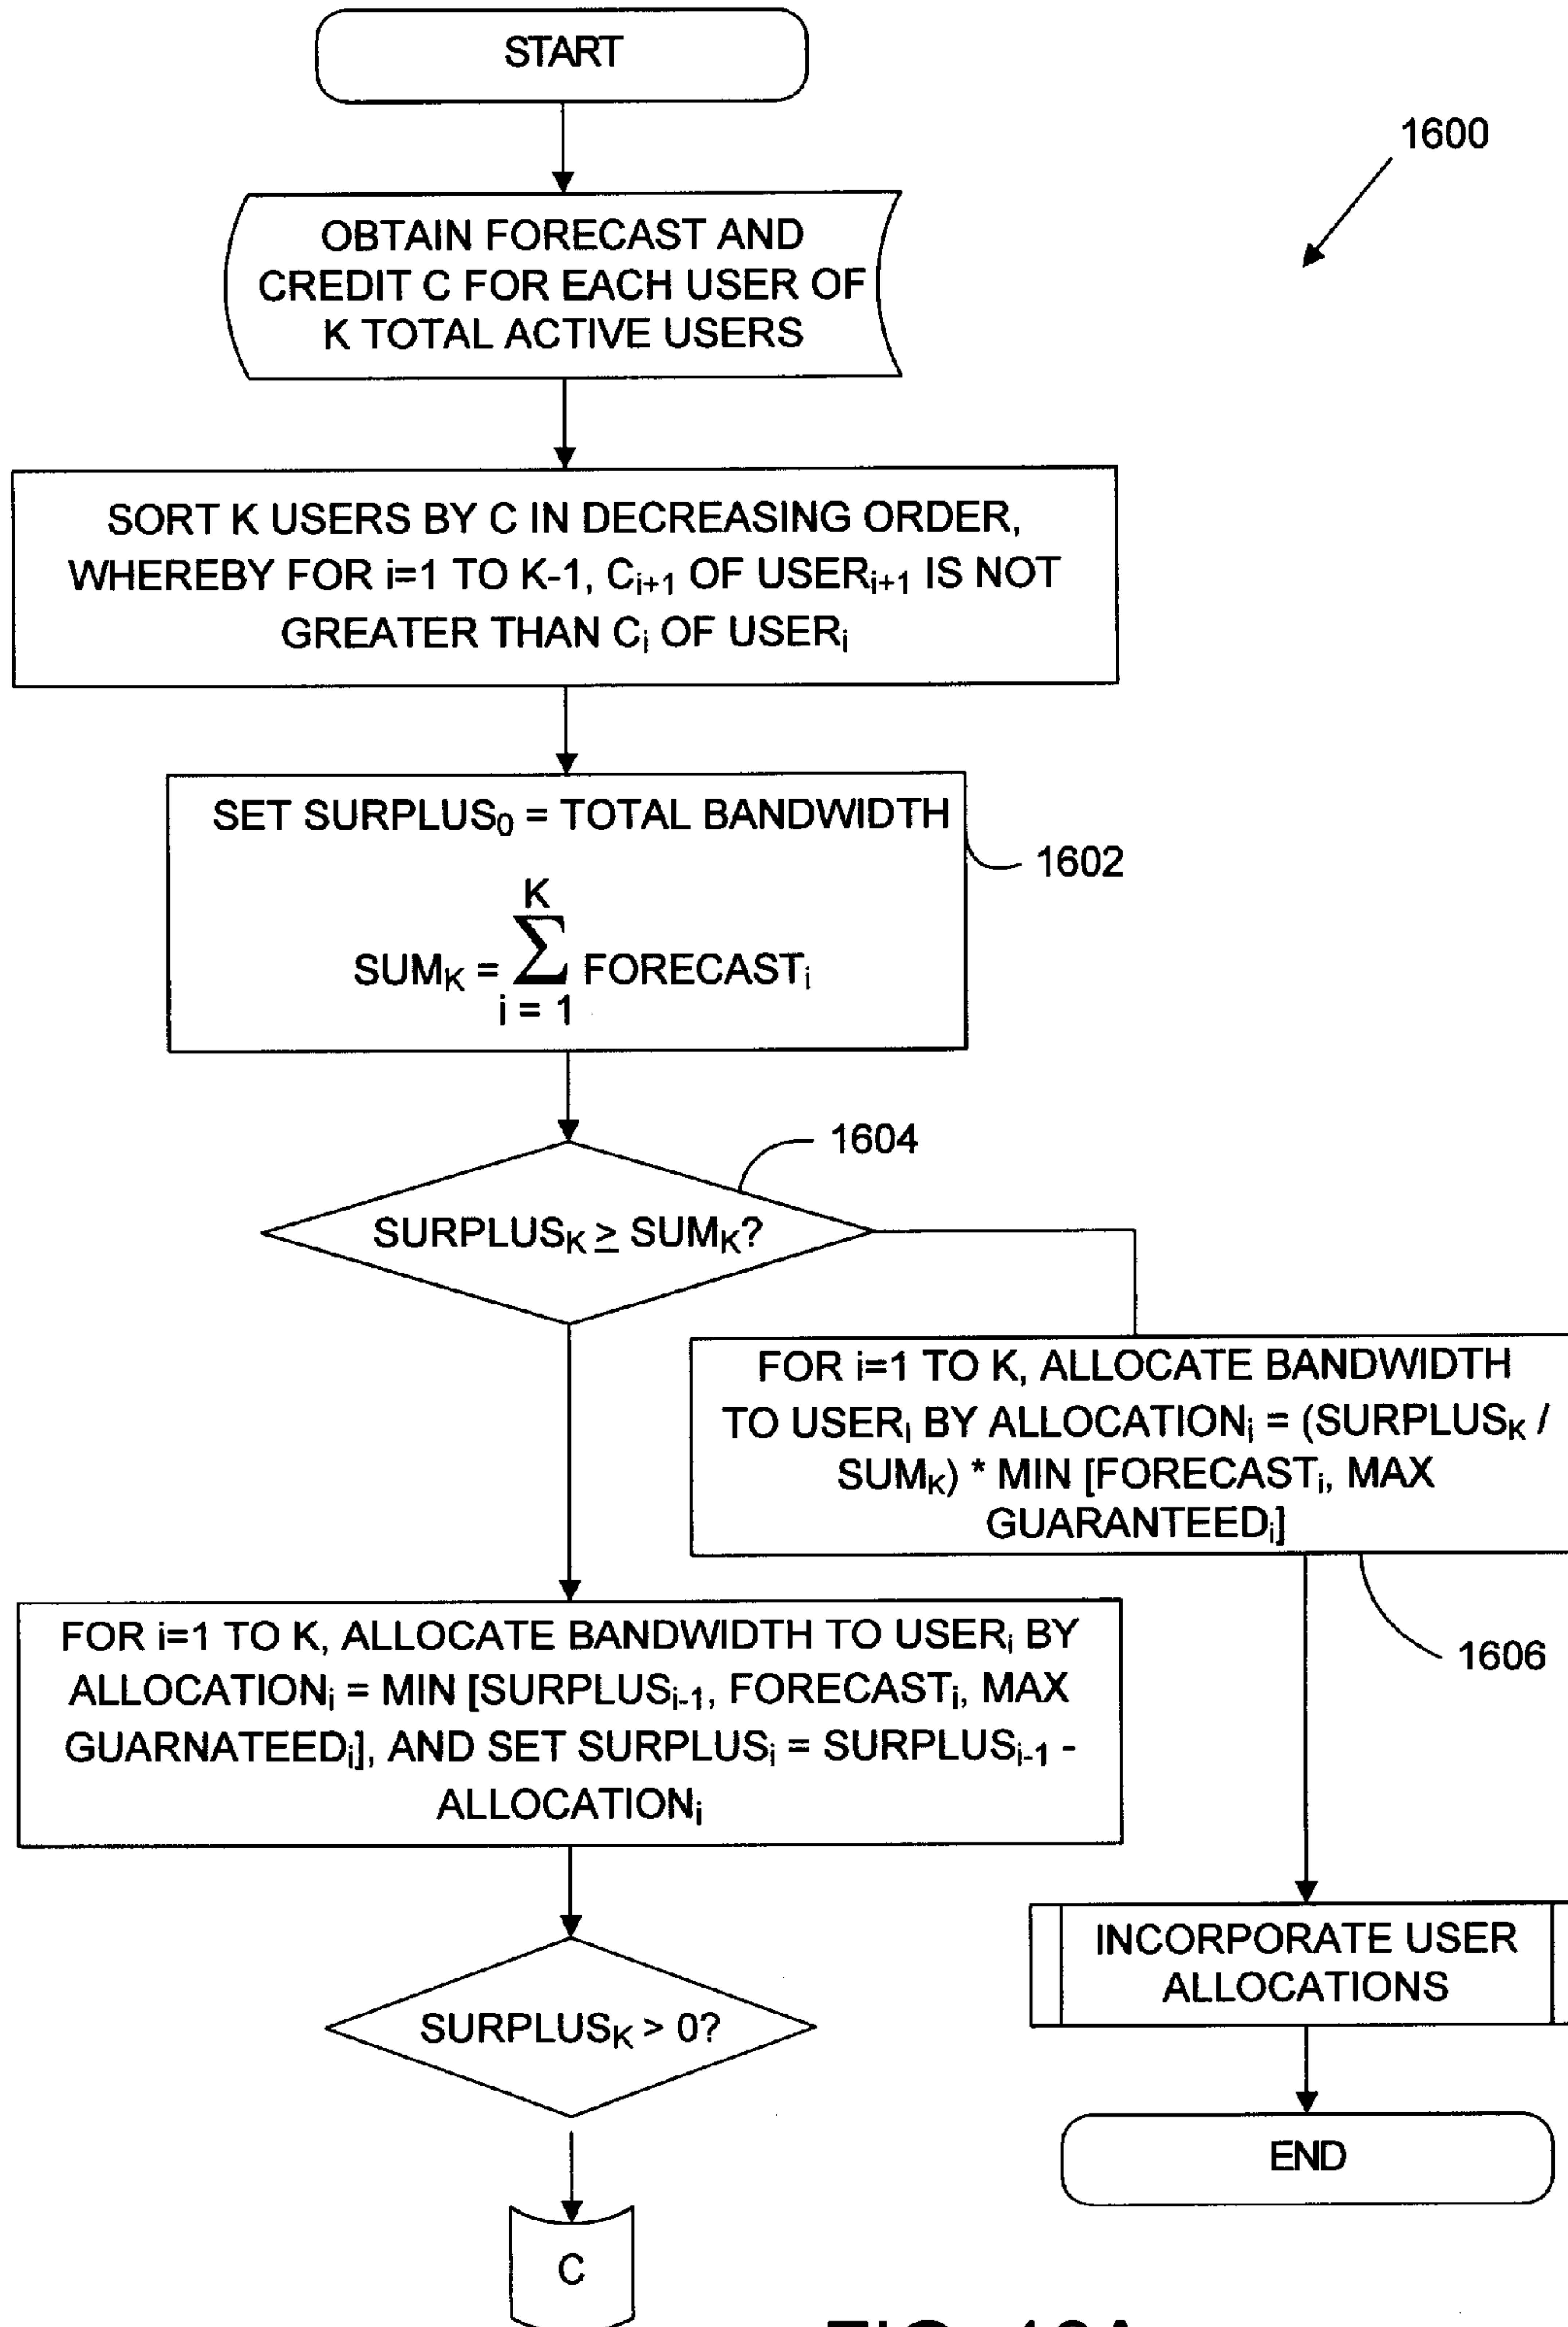 START
1600
OBTAIN FORECAST AND
CREDIT C FOR EACH USER OF
K TOTAL ACTIVE USERS
SORT K USERS BY C IN DECREASING ORDER,
WHEREBY FOR i=1 TO K-1, Cᵢ₊₁ OF USERᵢ₊₁ IS NOT
GREATER THAN Cᵢ OF USERᵢ
SET SURPLUS₀ = TOTAL BANDWIDTH
1602
K
SUMK = Σ FORECASTᵢ
i = 1
1604
SURPLUSK ≥ SUMK?
FOR i=1 TO K, ALLOCATE BANDWIDTH
TO USERᵢ BY ALLOCATIONᵢ = (SURPLUSK /
SUMK) * MIN [FORECASTᵢ, MAX
GUARANTEEDᵢ]
1606
FOR i=1 TO K, ALLOCATE BANDWIDTH TO USERᵢ BY
ALLOCATIONᵢ = MIN [SURPLUSᵢ₋₁, FORECASTᵢ, MAX
GUARNATEEDᵢ], AND SET SURPLUSᵢ = SURPLUSᵢ₋₁ -
ALLOCATIONᵢ
INCORPORATE USER
ALLOCATIONS
SURPLUSK > 0?
END
C